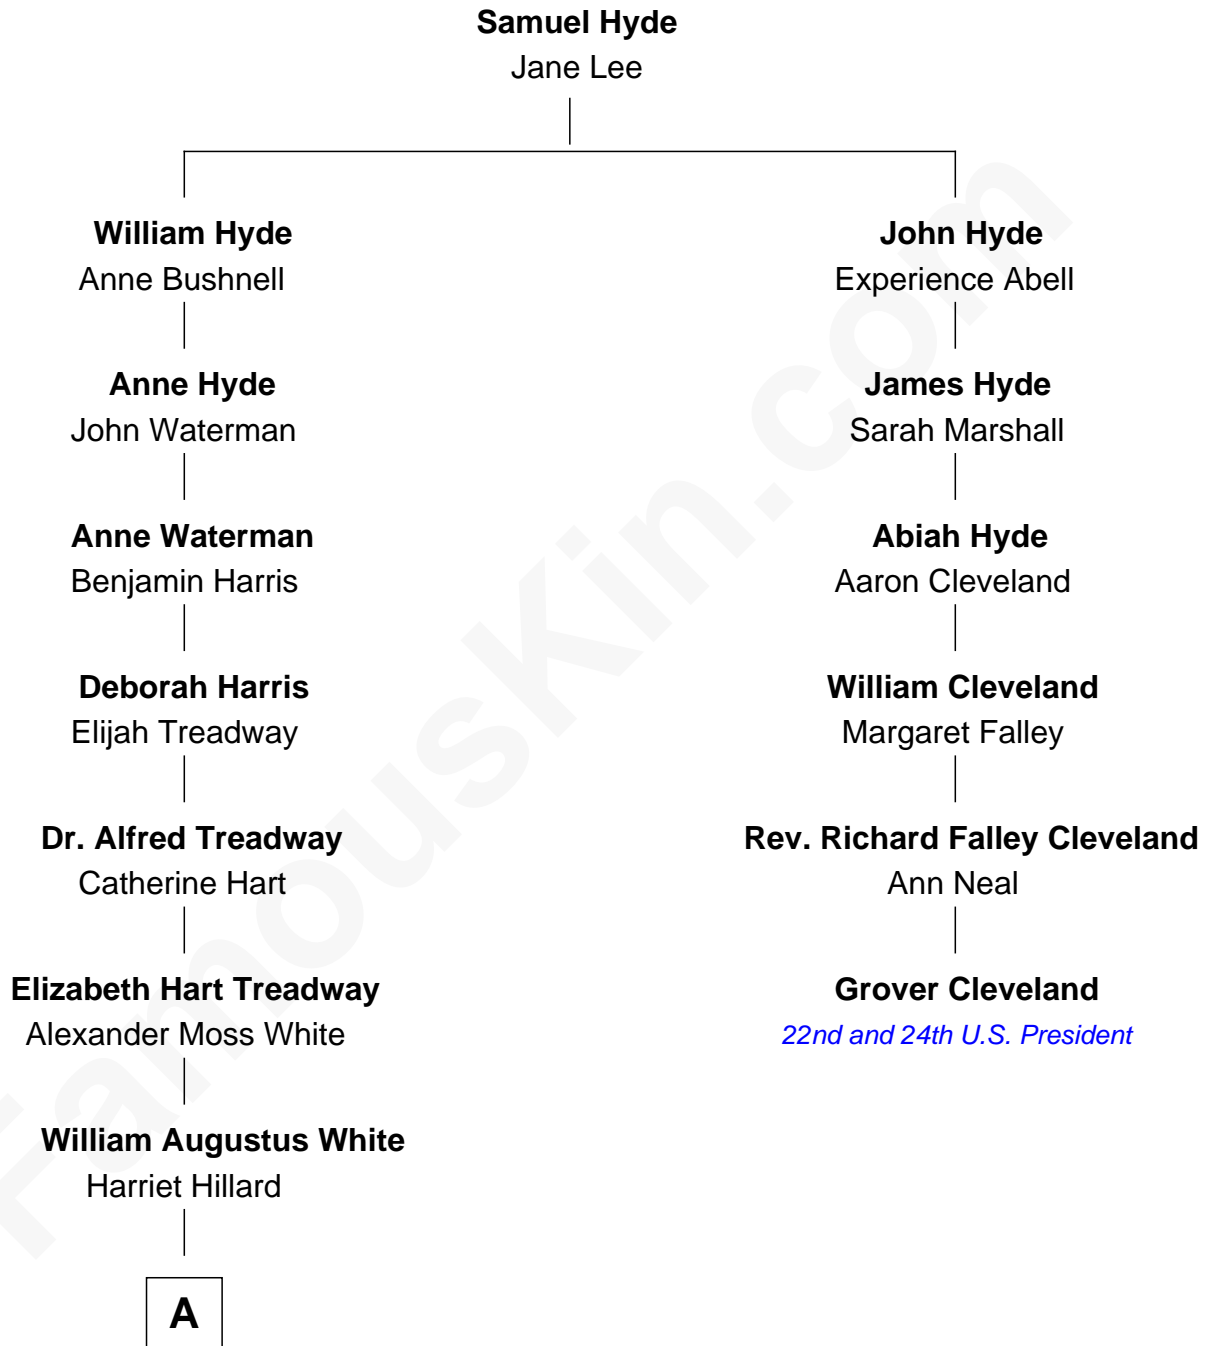 Samuel Hyde
Jane Lee
William Hyde
Anne Bushnell
Anne Hyde
John Waterman
Anne Waterman
Benjamin Harris
Deborah Harris
Elijah Treadway
Dr. Alfred Treadway
Catherine Hart
Elizabeth Hart Treadway
Alexander Moss White
William Augustus White
Harriet Hillard
A
John Hyde
Experience Abell
James Hyde
Sarah Marshall
Abiah Hyde
Aaron Cleveland
William Cleveland
Margaret Falley
Rev. Richard Falley Cleveland
Ann Neal
Grover Cleveland
22nd and 24th U.S. President
FamousKin.com